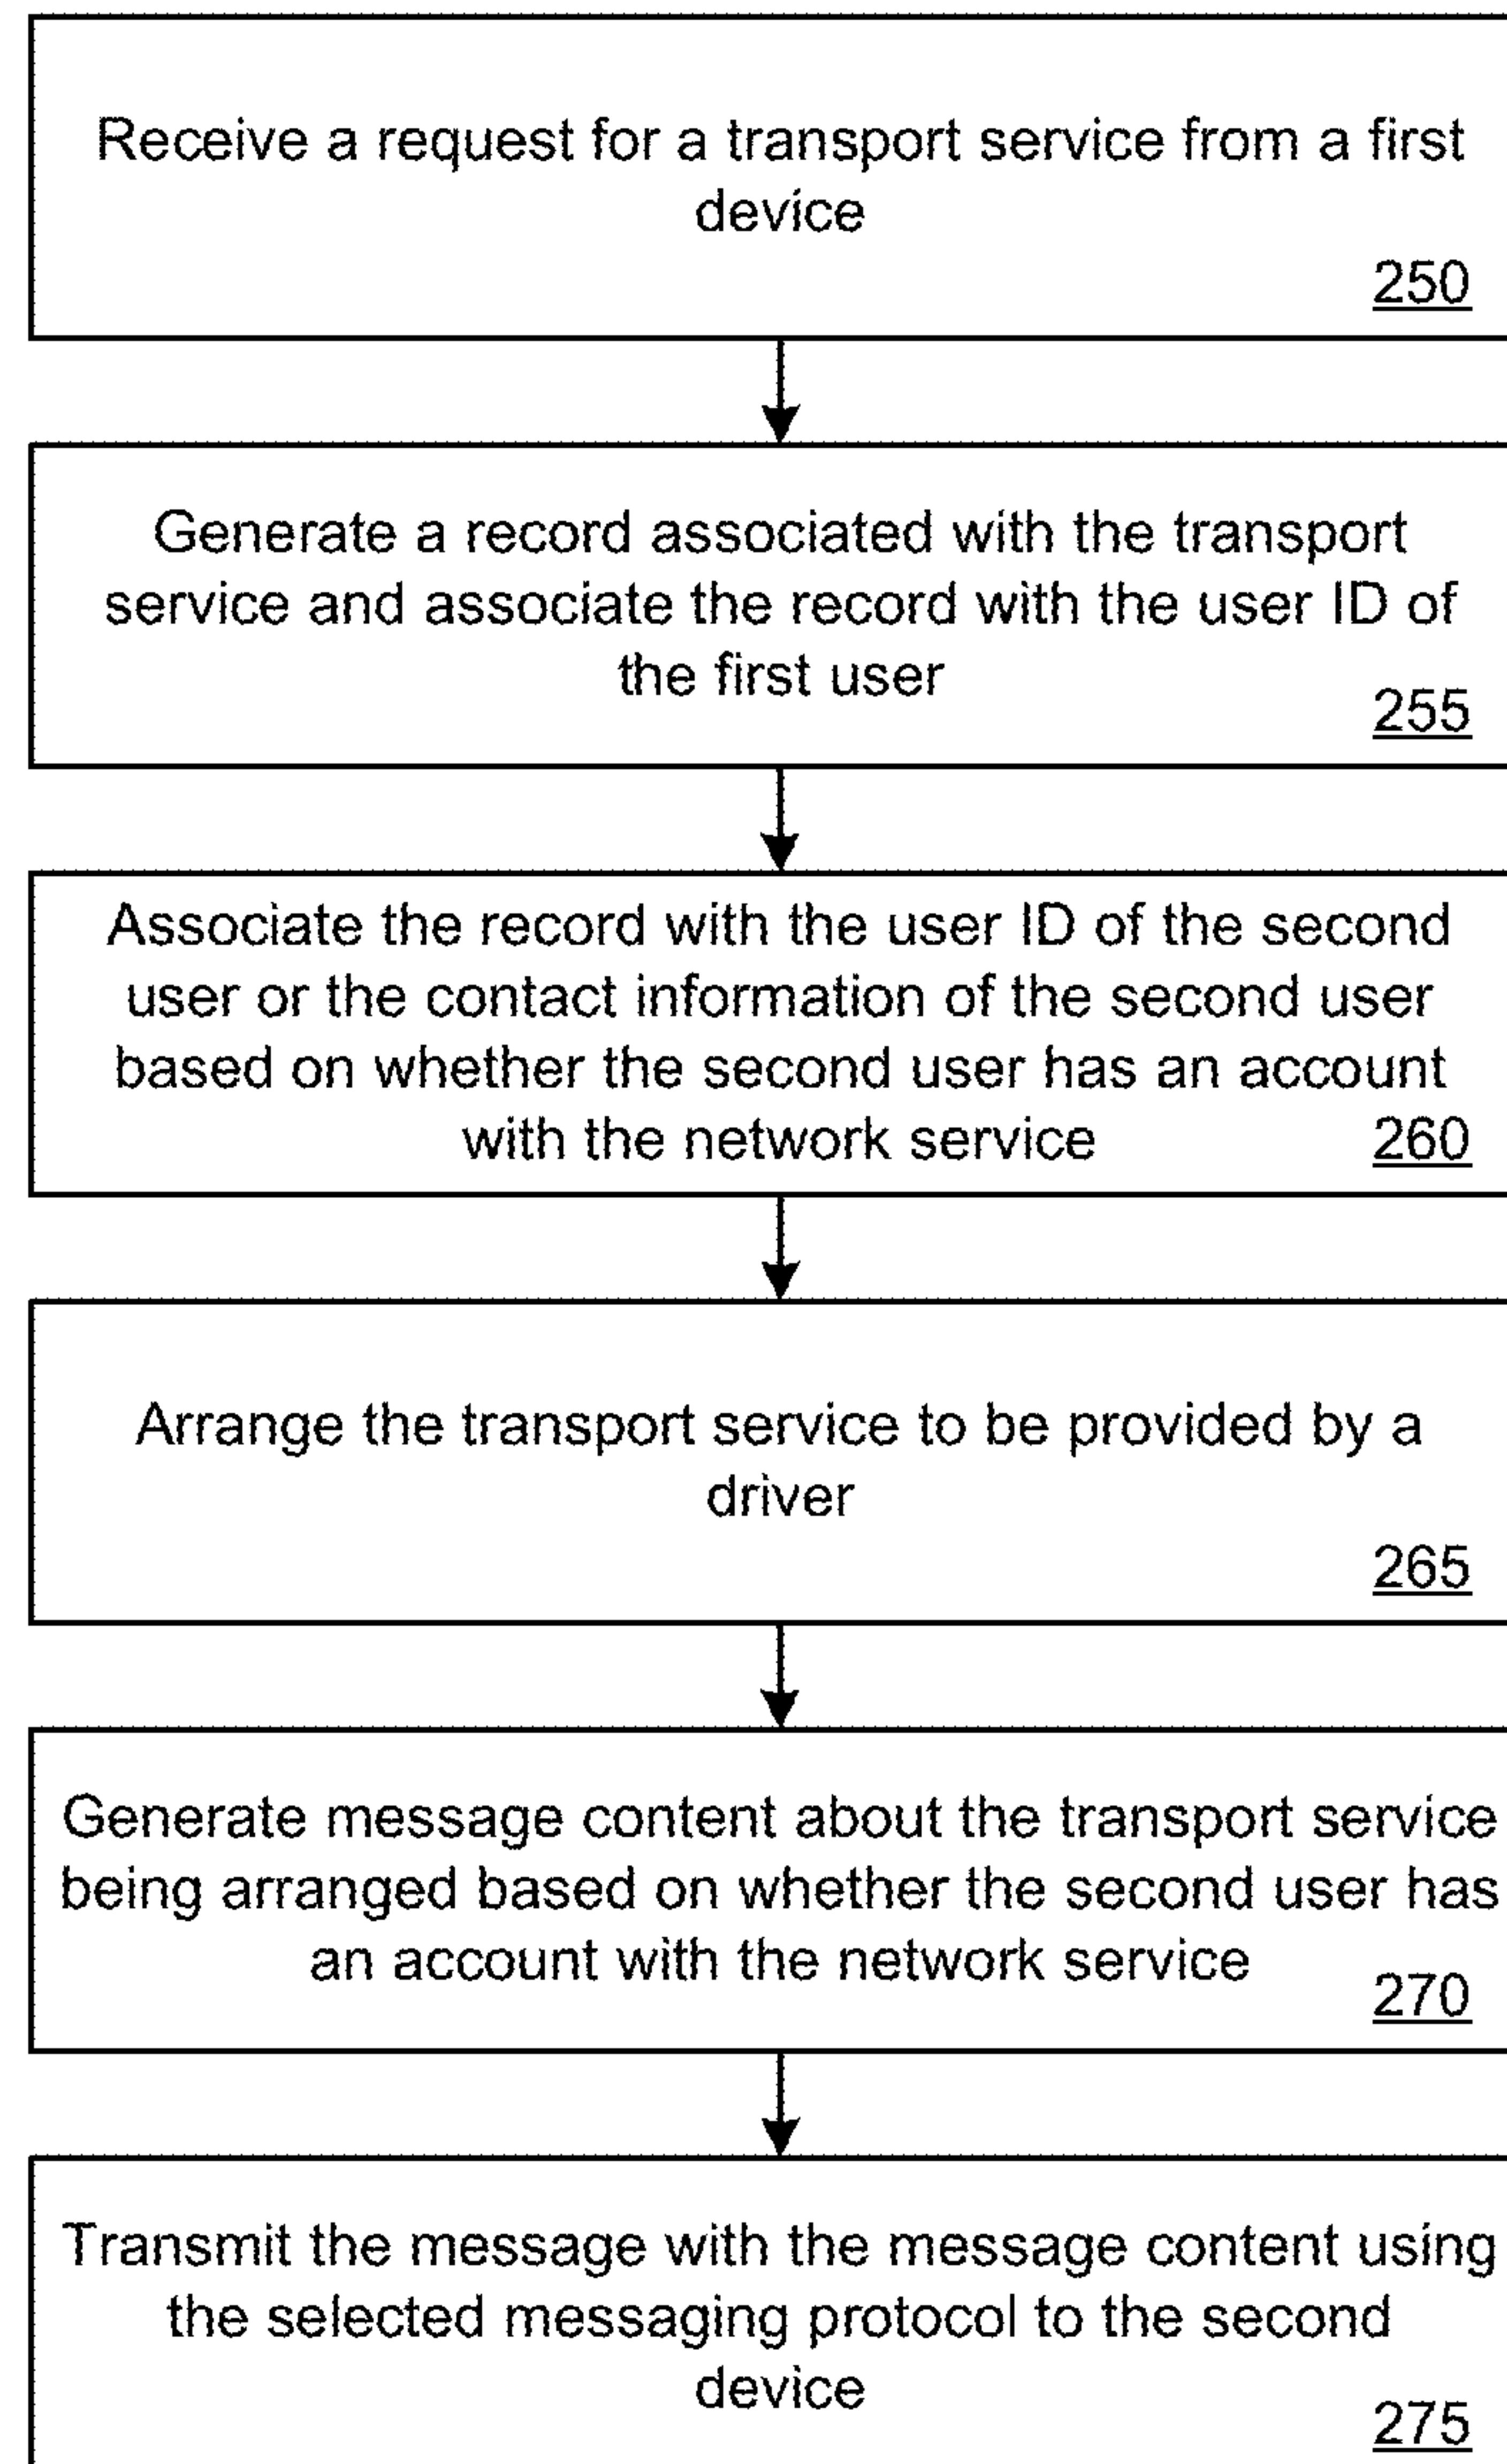 Receive a request for a transport service from a first
device
250
Generate a record associated with the transport
service and associate the record with the user ID of
the first user
255
Associate the record with the user ID of the second
user or the contact information of the second user
based on whether the second user has an account
with the network service 260
Arrange the transport service to be provided by a
driver
265
Generate message content about the transport service
being arranged based on whether the second user has
an account with the network service
270
Transmit the message with the message content using
the selected messaging protocol to the second
device
275